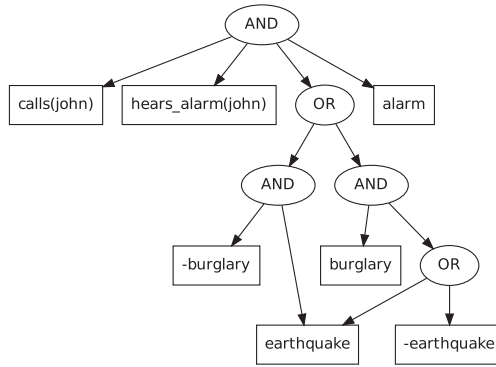 AND
calls(john)
hears_alarm(john)
OR
alarm
AND
AND
-burglary
burglary
OR
earthquake
-earthquake